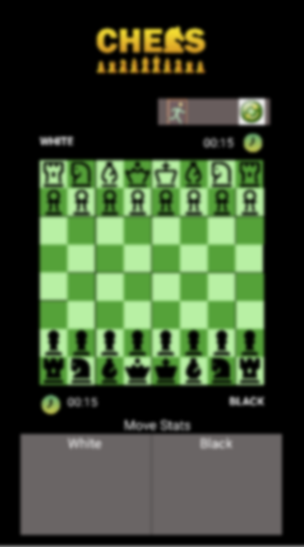 CHESS
WHITE 00:15
00:15 BLACK
Move Stats
White Black